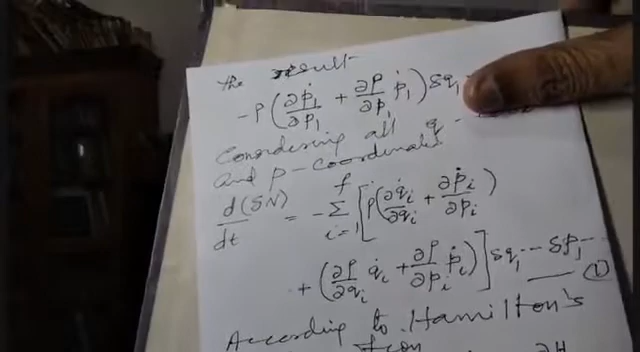 the result
-ρ(∂ṗ₁/∂p₁ + ∂ρ/∂p₁ ṗ₁)δq₁
Considering all q -
and p-coordinates
d(δN)/dt = -Σ_{i=1}^{f} [ρ(∂q̇ᵢ/∂qᵢ + ∂ṗᵢ/∂pᵢ)
+ (∂ρ/∂qᵢ q̇ᵢ + ∂ρ/∂pᵢ ṗᵢ)] δq₁ --- δp₁ -- — ①
According to Hamilton's